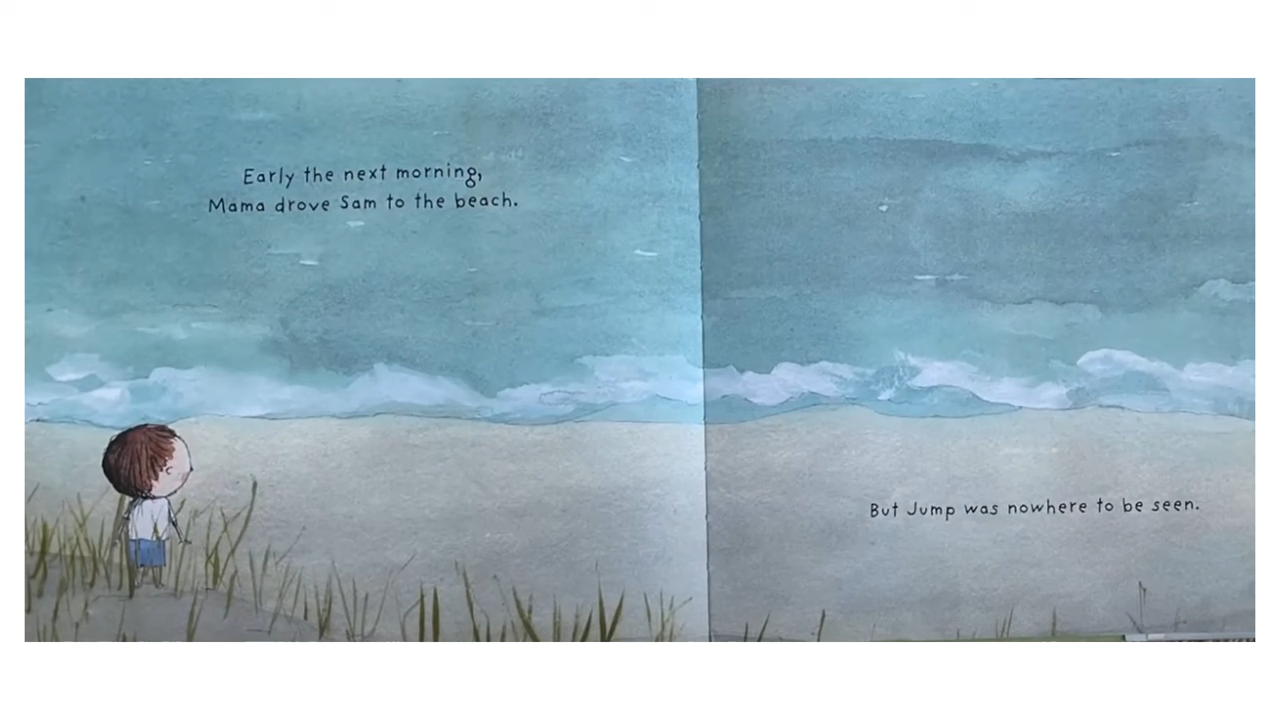 Early the next morning,
Mama drove Sam to the beach.
But Jump was nowhere to be seen.